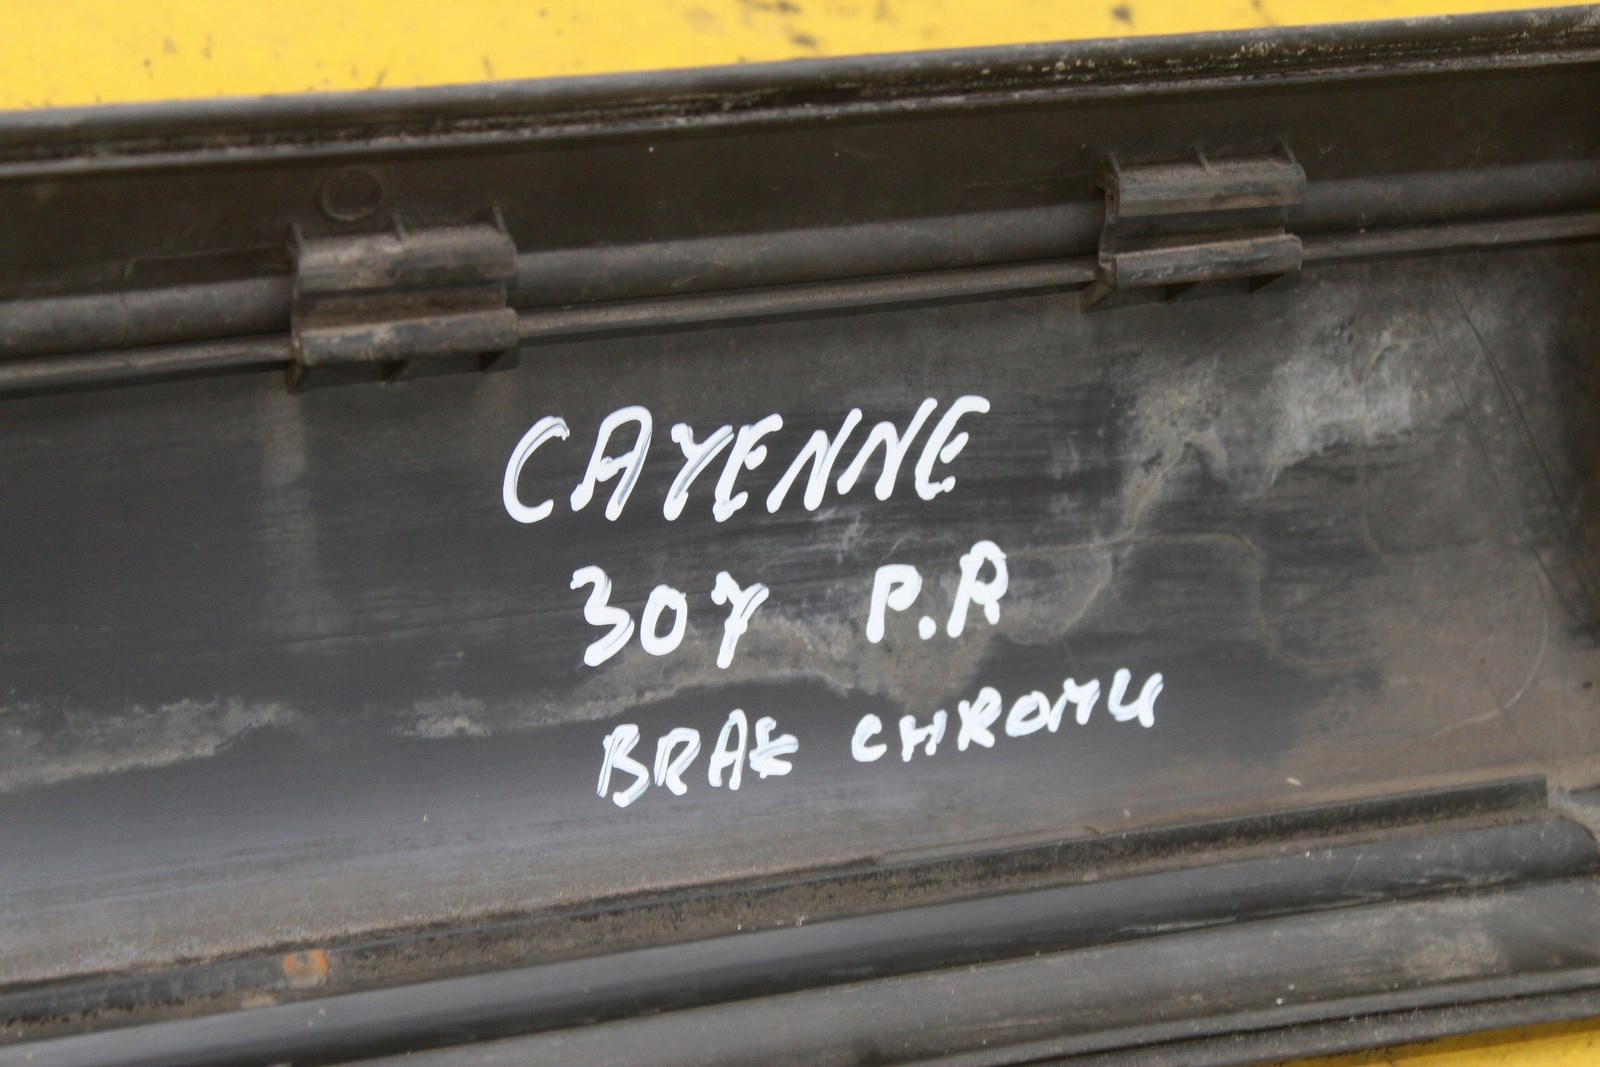 CAYENNE
307 P.P
BRAK CHROMU